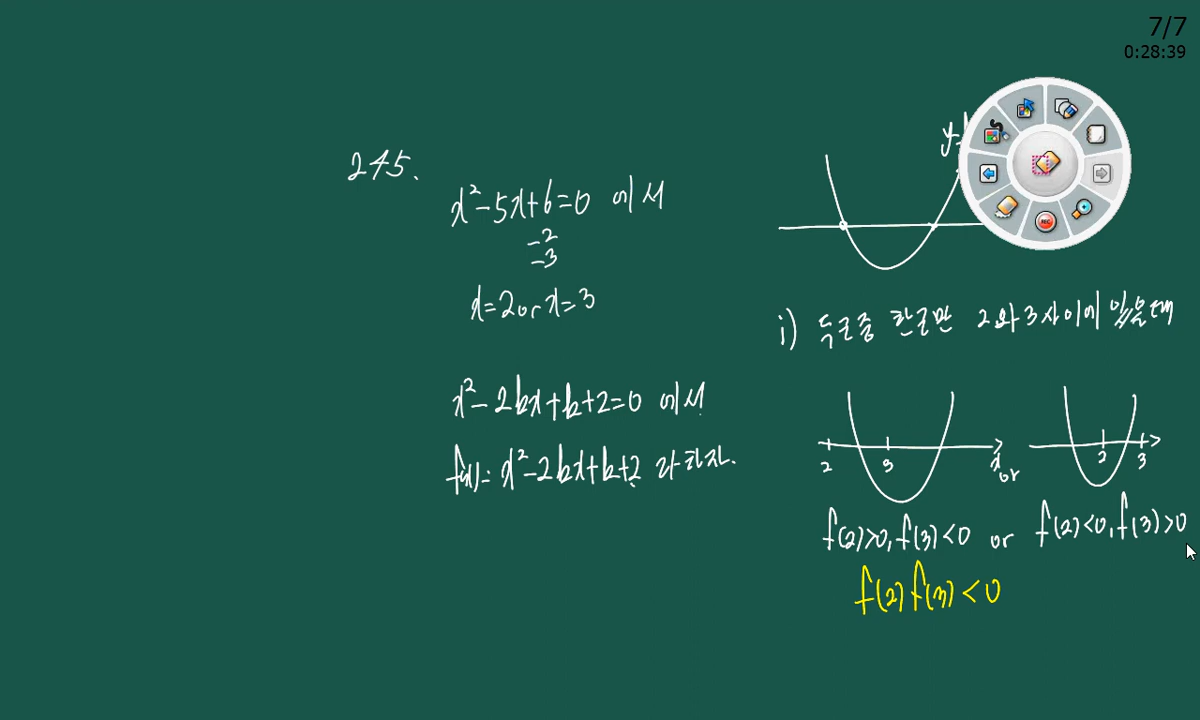 7/7
0:28:39
245.
x²-5x+6=0 에서
-2
-3
x=2 or x=3
x²-2kx+k+2=0 에서
f(x)=x²-2kx+k+2 라 하자.
y=
i) 두근중 한근만 2와 3사이에 있을때
2 3 x or 2 3
f(2)>0, f(3)<0 or f(2)<0, f(3)>0
f(2)f(3)<0
REC